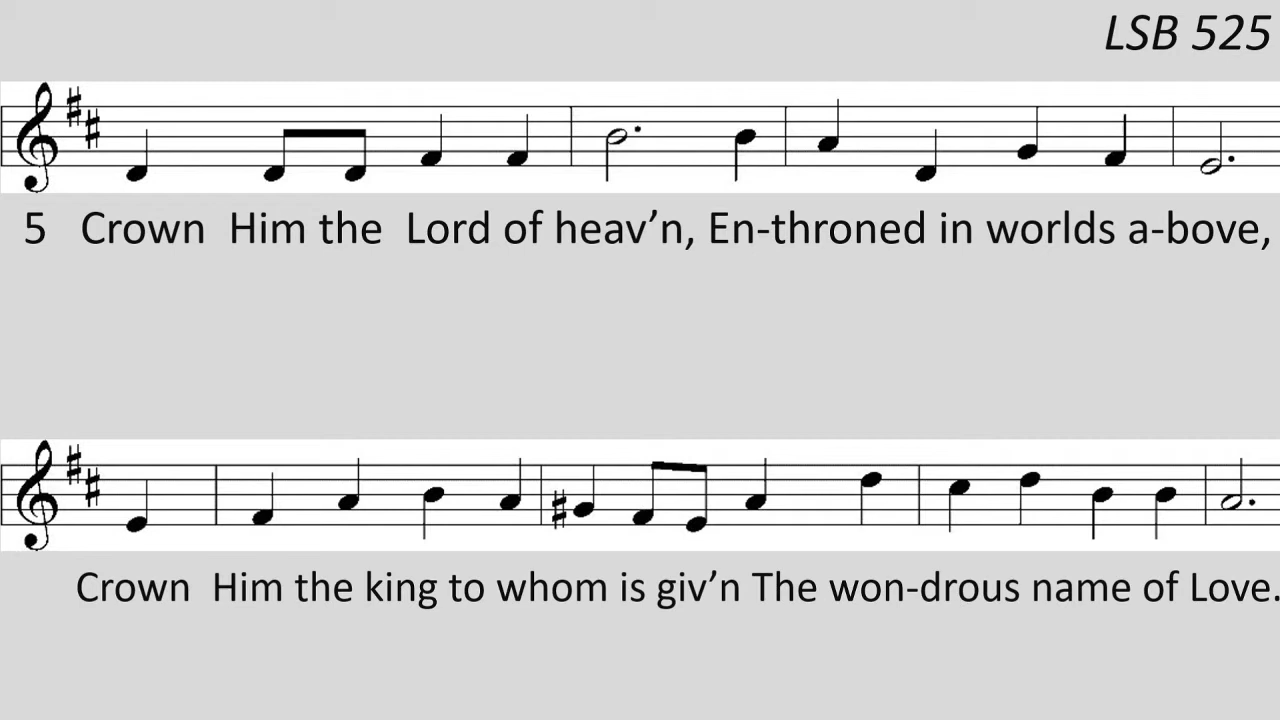 LSB 525
5 Crown Him the Lord of heav’n, En-throned in worlds a-bove,
Crown Him the king to whom is giv’n The won-drous name of Love.